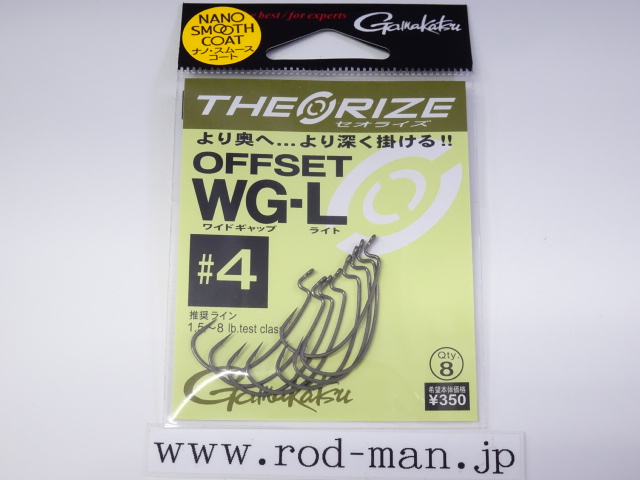 NANO
SMOOTH
COAT
ナノ・スムース
コート
best / for experts
Gamakatsu
THEORIZE
セオライズ
より奥へ…より深く掛ける!!
OFFSET
WG-L
ワイドギャップ ライト
#4
推奨ライン
1.5～8 lb.test class
Qty.
8
希望本体価格
¥350
Gamakatsu
www.rod-man.jp